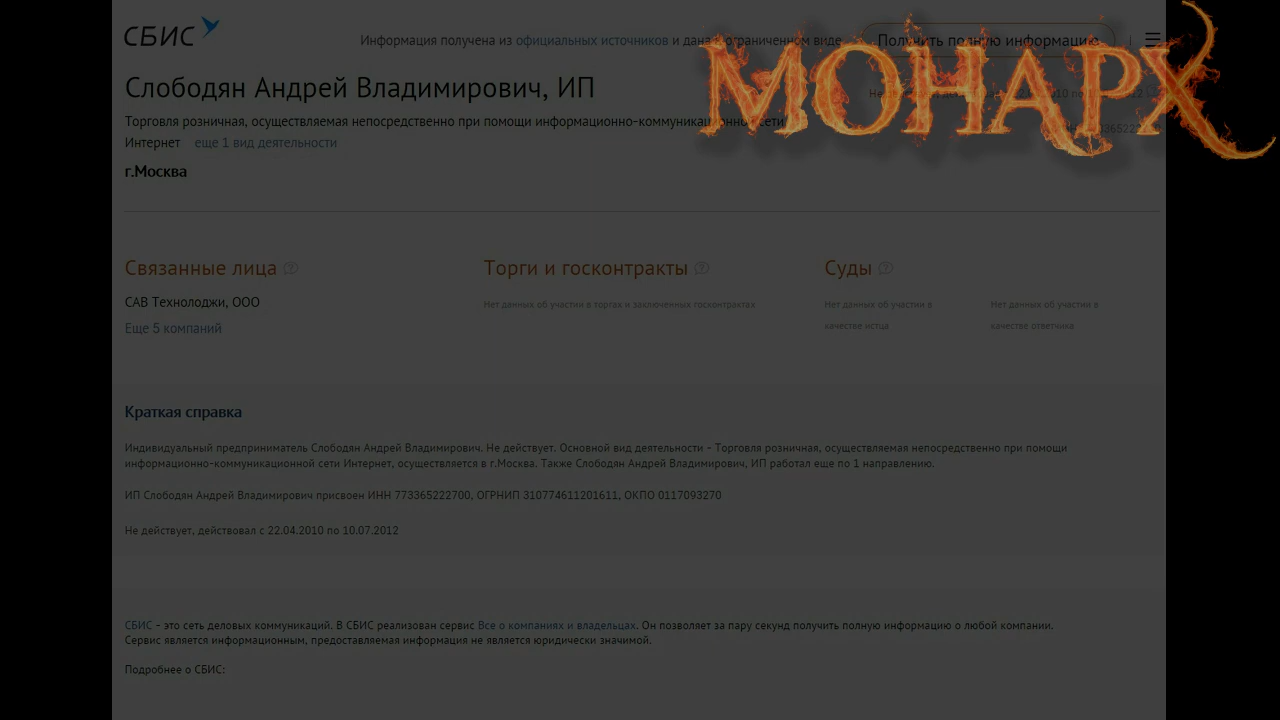 СБИС
Информация получена из официальных источников и дана в ограниченном виде
Получить полную информацию
МОНАРХ
Слободян Андрей Владимирович, ИП
Торговля розничная, осуществляемая непосредственно при помощи информационно-коммуникационной сети
Интернет еще 1 вид деятельности
г.Москва
Связанные лица
САВ Технолоджи, ООО
Еще 5 компаний
Торги и госконтракты
Нет данных об участии в торгах и заключенных госконтрактах
Суды
Нет данных об участии в
качестве истца
Нет данных об участии в
качестве ответчика
Краткая справка
Индивидуальный предприниматель Слободян Андрей Владимирович. Не действует. Основной вид деятельности - Торговля розничная, осуществляемая непосредственно при помощи
информационно-коммуникационной сети Интернет, осуществляется в г.Москва. Также Слободян Андрей Владимирович, ИП работал еще по 1 направлению.
ИП Слободян Андрей Владимирович присвоен ИНН 773365222700, ОГРНИП 310774611201611, ОКПО 0117093270
Не действует, действовал с 22.04.2010 по 10.07.2012
СБИС – это сеть деловых коммуникаций. В СБИС реализован сервис Все о компаниях и владельцах. Он позволяет за пару секунд получить полную информацию о любой компании.
Сервис является информационным, предоставляемая информация не является юридически значимой.
Подробнее о СБИС: